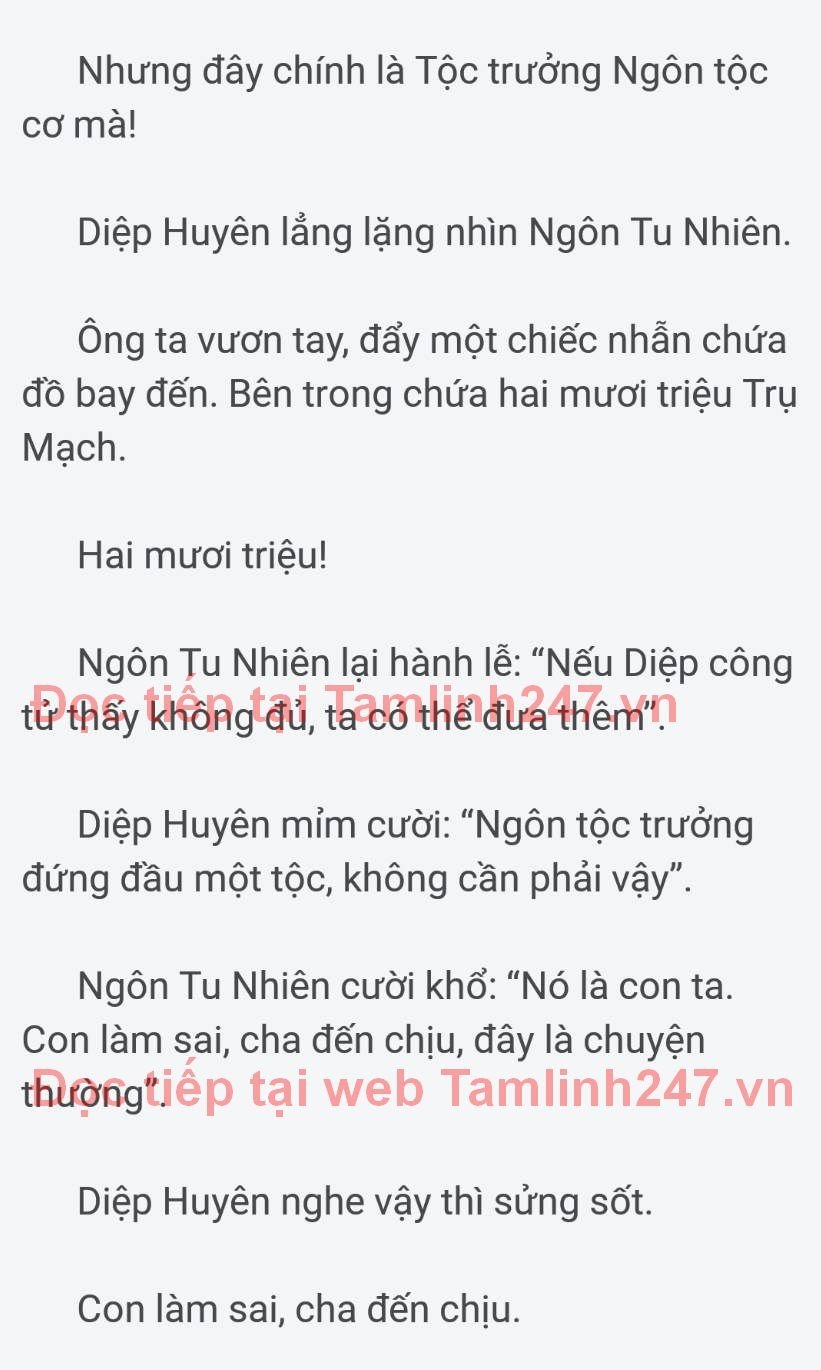 Nhưng đây chính là Tộc trưởng Ngôn tộc
cơ mà!
Diệp Huyên lẳng lặng nhìn Ngôn Tu Nhiên.
Ông ta vươn tay, đẩy một chiếc nhẫn chứa
đồ bay đến. Bên trong chứa hai mươi triệu Trụ
Mạch.
Hai mươi triệu!
Ngôn Tu Nhiên lại hành lễ: “Nếu Diệp công
tử thấy không đủ, ta có thể đưa thêm”.
Đọc tiếp tại Tamlinh247.vn
Diệp Huyên mỉm cười: “Ngôn tộc trưởng
đứng đầu một tộc, không cần phải vậy”.
Ngôn Tu Nhiên cười khổ: “Nó là con ta.
Con làm sai, cha đến chịu, đây là chuyện
thường”.
Đọc tiếp tại web Tamlinh247.vn
Diệp Huyên nghe vậy thì sửng sốt.
Con làm sai, cha đến chịu.